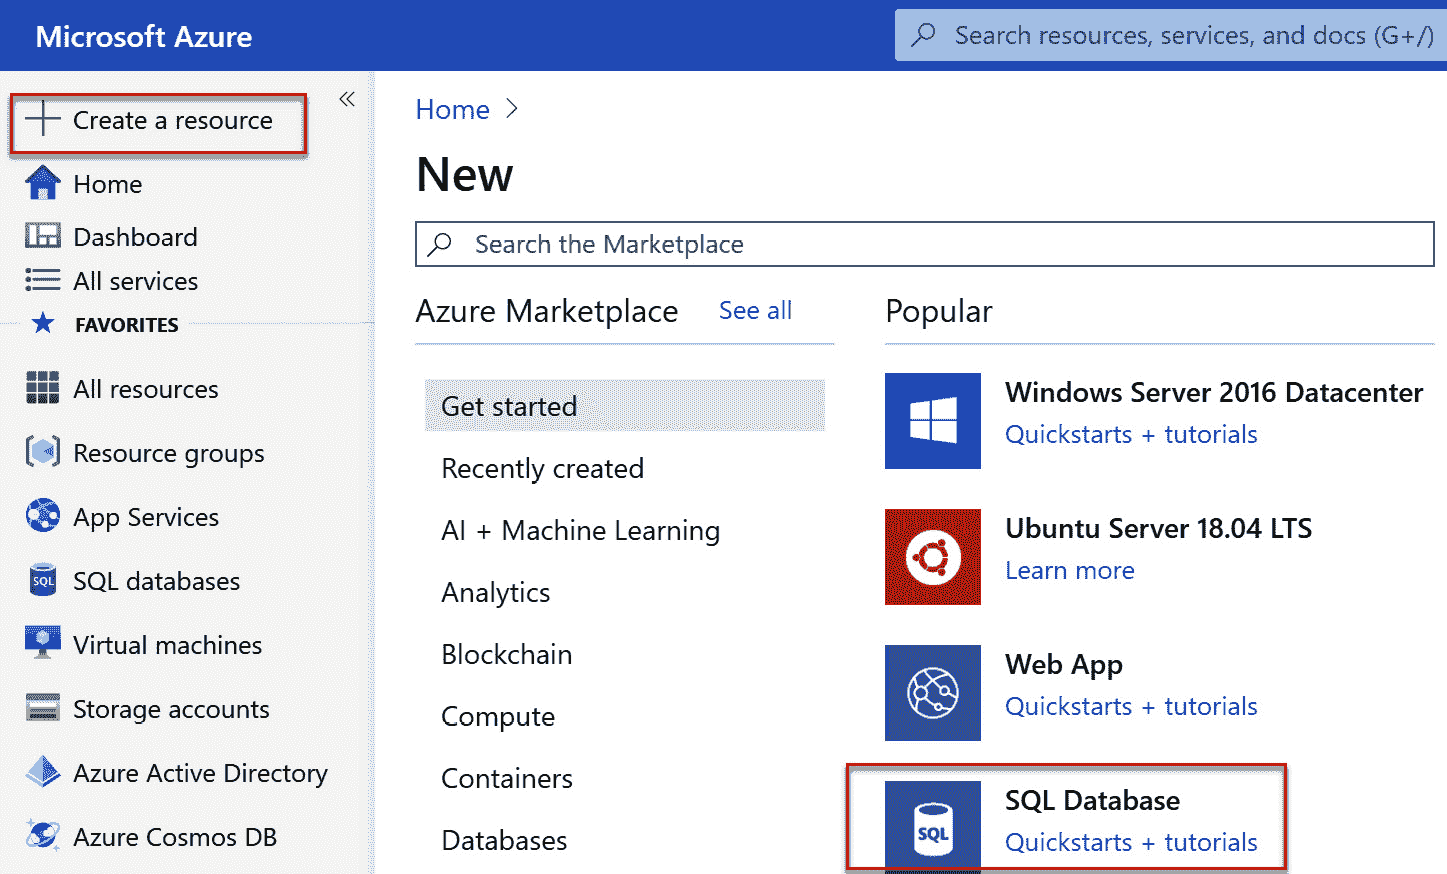 Microsoft Azure
Search resources, services, and docs (G+/)
Create a resource
Home
Dashboard
All services
FAVORITES
All resources
Resource groups
App Services
SQL
SQL databases
Virtual machines
Storage accounts
Azure Active Directory
Azure Cosmos DB
Home
New
Search the Marketplace
Azure Marketplace
See all
Get started
Recently created
AI + Machine Learning
Analytics
Blockchain
Compute
Containers
Databases
Popular
Windows Server 2016 Datacenter
Quickstarts + tutorials
Ubuntu Server 18.04 LTS
Learn more
Web App
Quickstarts + tutorials
SQL
SQL Database
Quickstarts + tutorials